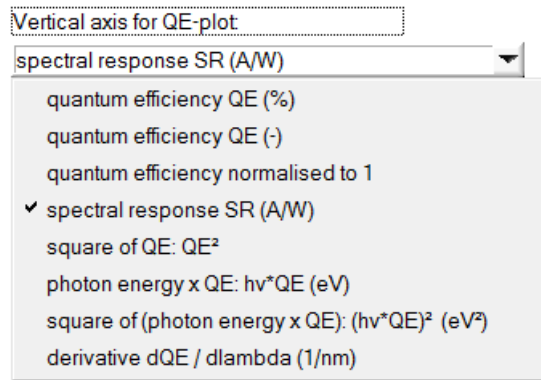 Vertical axis for QE-plot:
spectral response SR (A/W)
quantum efficiency QE (%)
quantum efficiency QE (-)
quantum efficiency normalised to 1
spectral response SR (A/W)
square of QE: QE²
photon energy x QE: hv*QE (eV)
square of (photon energy x QE): (hv*QE)² (eV²)
derivative dQE / dlambda (1/nm)